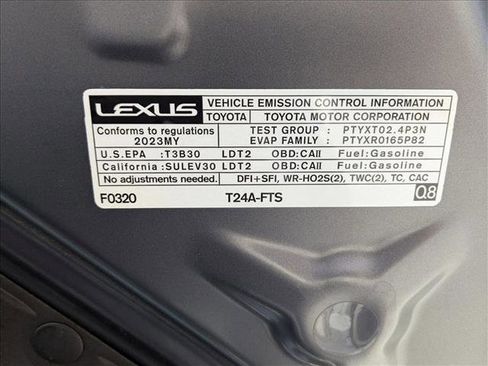 LEXUS VEHICLE EMISSION CONTROL INFORMATION
TOYOTA TOYOTA MOTOR CORPORATION
Conforms to regulations TEST GROUP : PTYXT02.4P3N
2023MY EVAP FAMILY : PTYXR0165P82
U.S.EPA :T3B30 LDT2 OBD:CAII Fuel:Gasoline
California:SULEV30 LDT2 OBD:CAII Fuel:Gasoline
No adjustments needed. DFI+SFI, WR-HO2S(2), TWC(2), TC, CAC
F0320 T24A-FTS 08